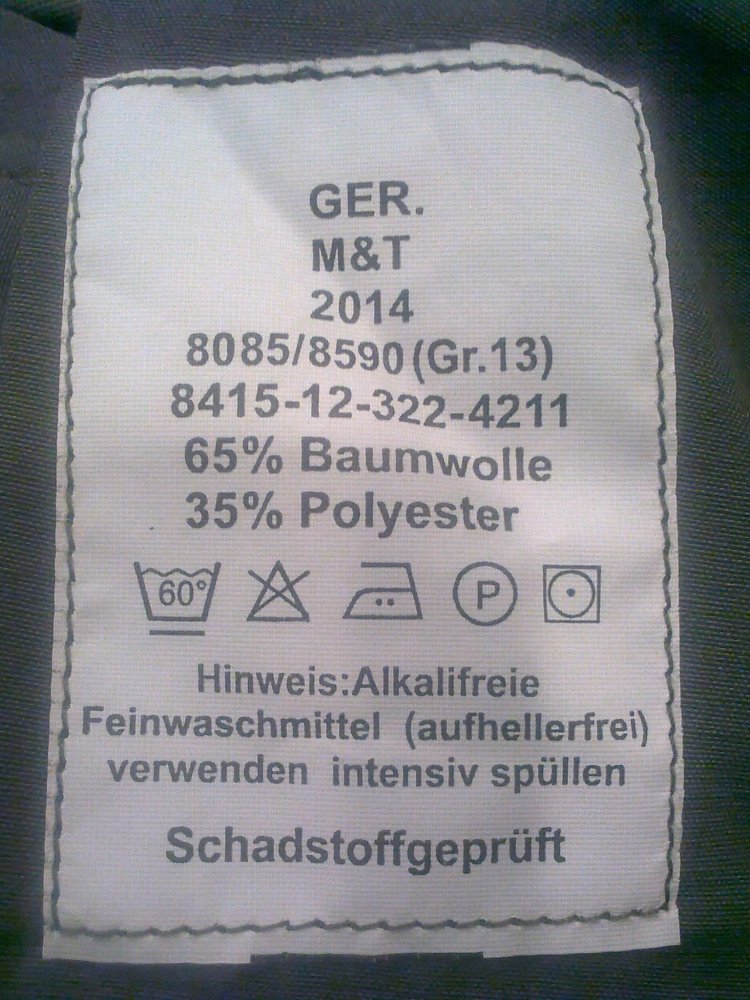 GER.
M&T
2014
8085/8590 (Gr.13)
8415-12-322-4211
65% Baumwolle
35% Polyester
60° P
Hinweis:Alkalifreie
Feinwaschmittel (aufhellerfrei)
verwenden intensiv spüllen
Schadstoffgeprüft